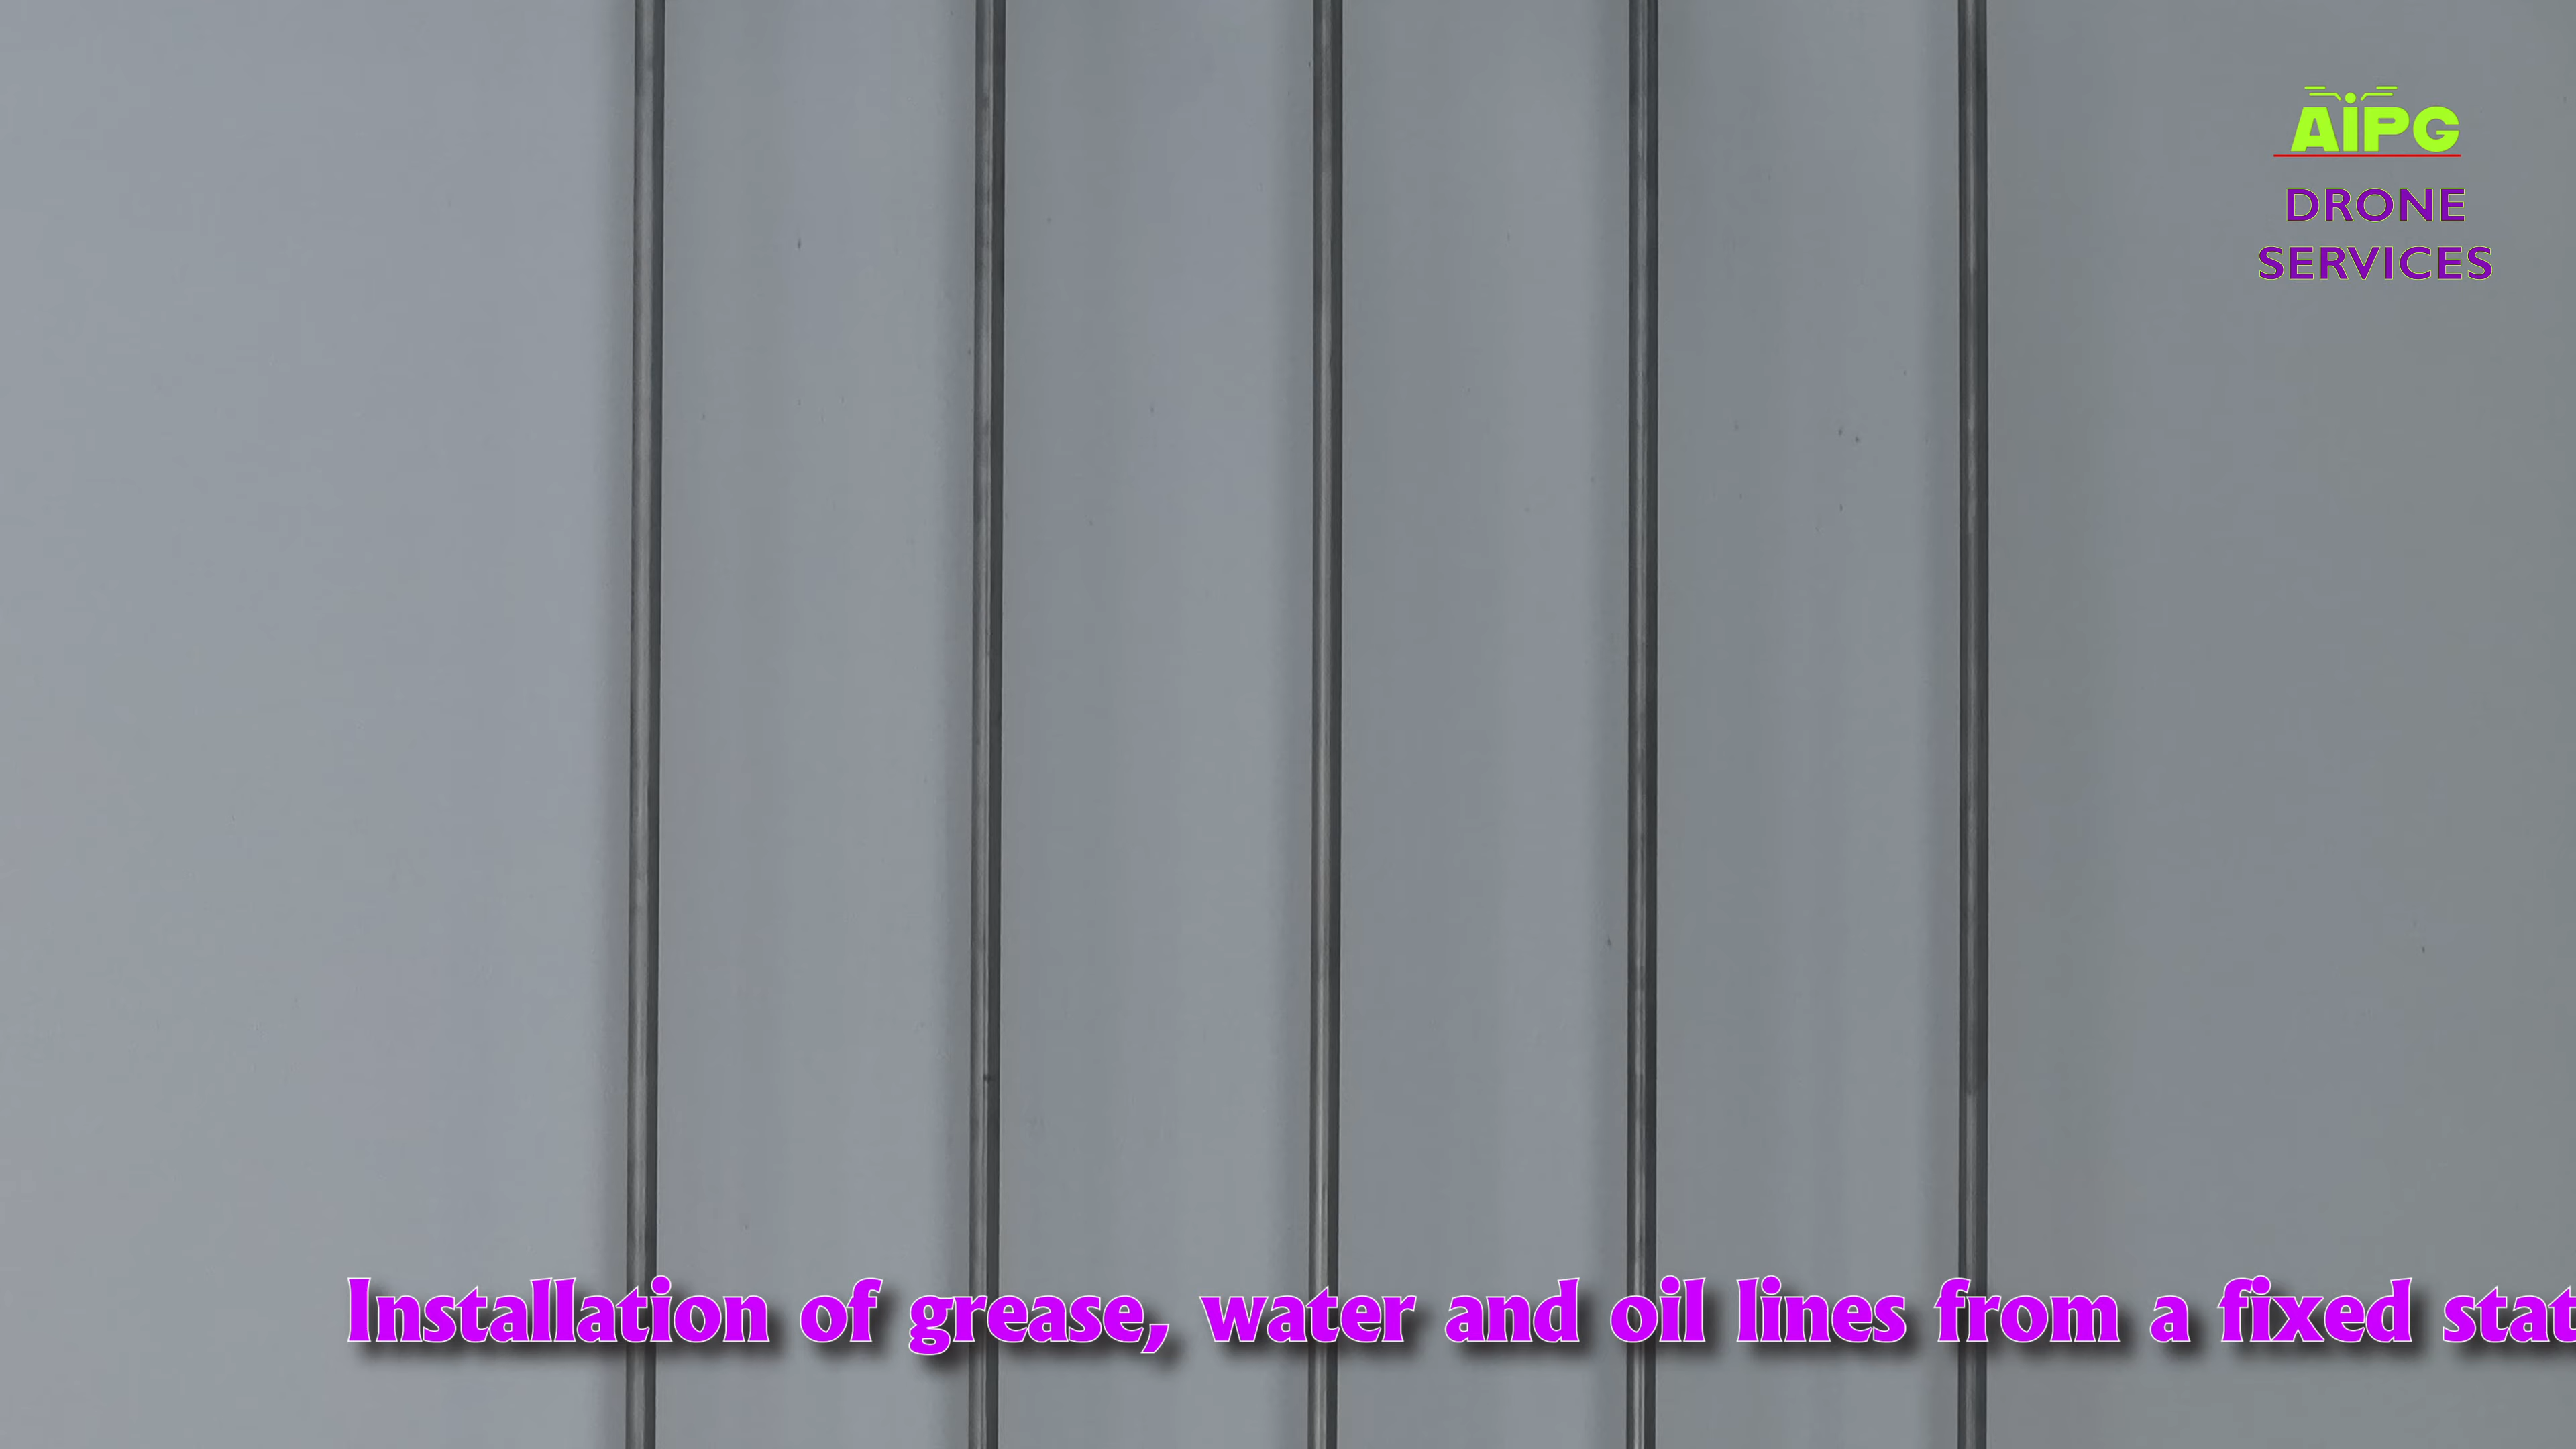 AiPG
DRONE
SERVICES
Installation of grease, water and oil lines from a fixed